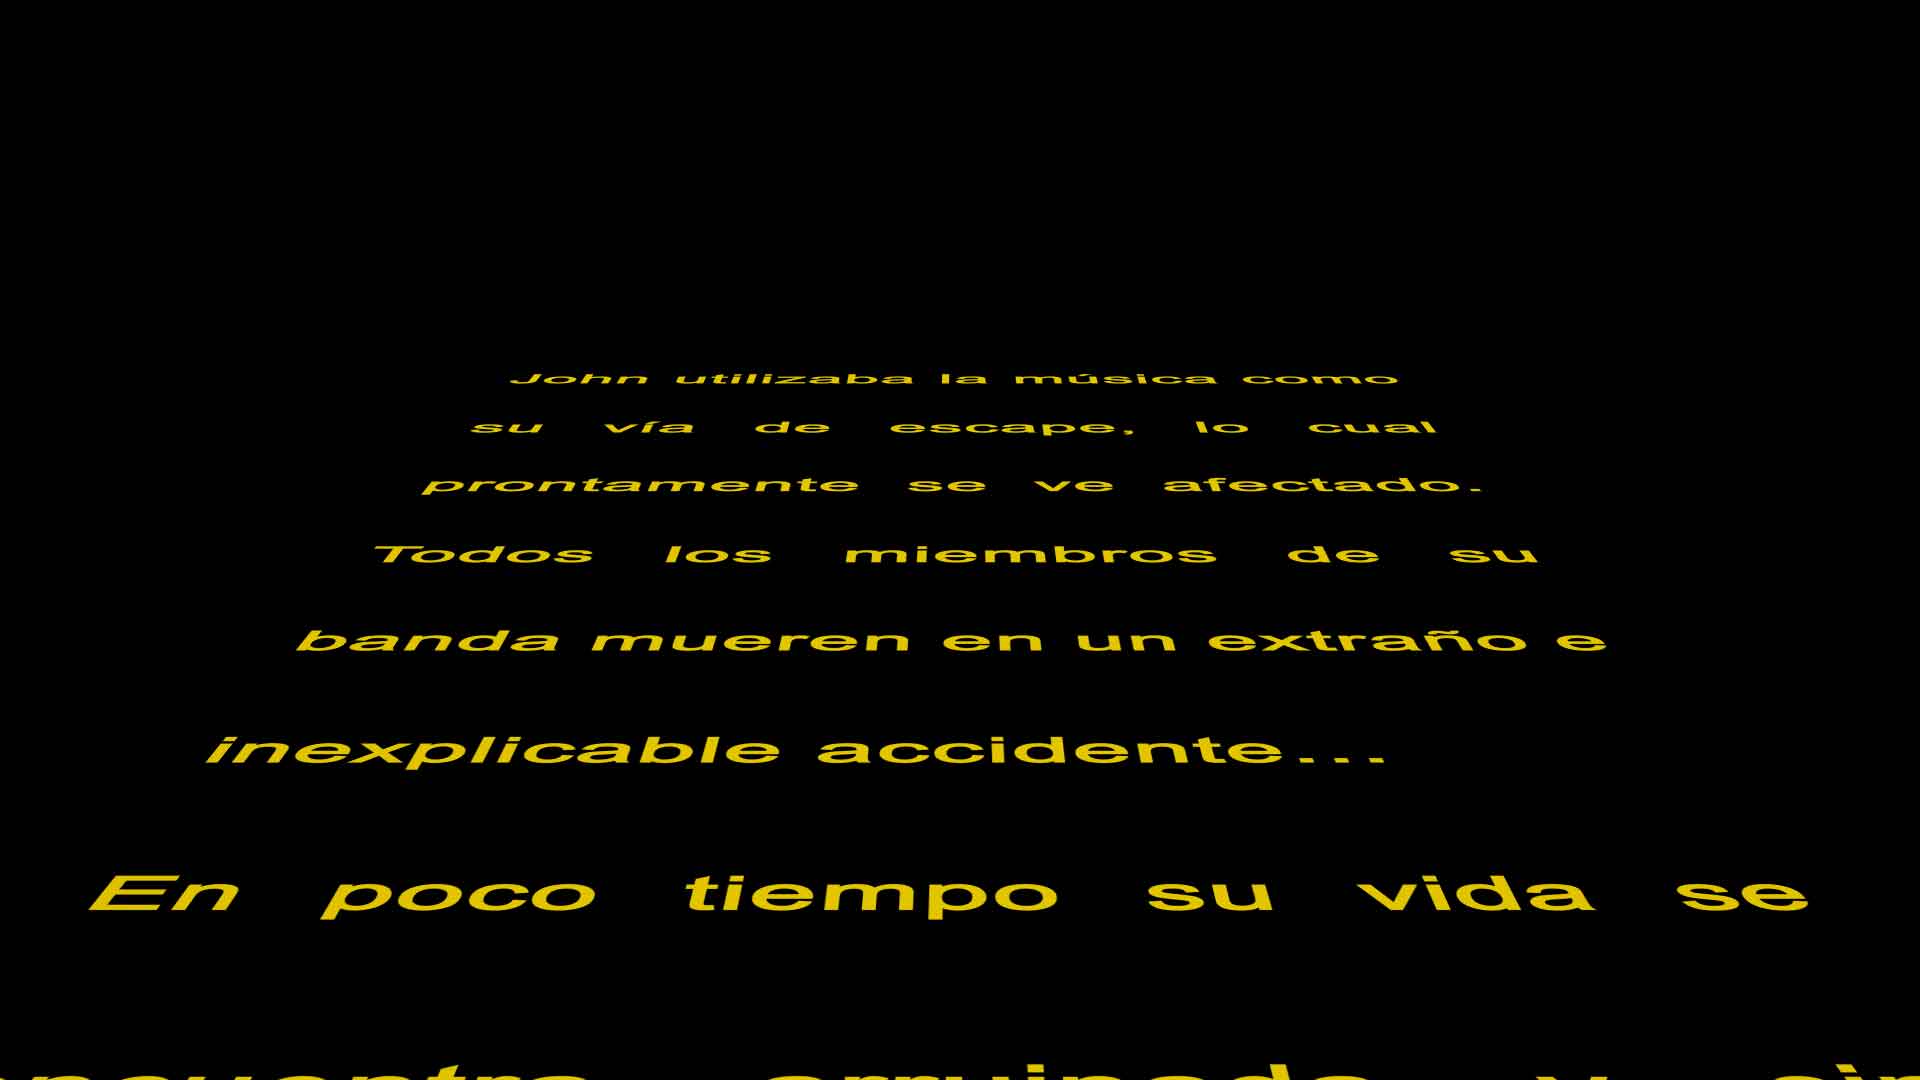 John utilizaba la música como
su vía de escape, lo cual
prontamente se ve afectado.
Todos los miembros de su
banda mueren en un extraño e
inexplicable accidente...
En poco tiempo su vida se